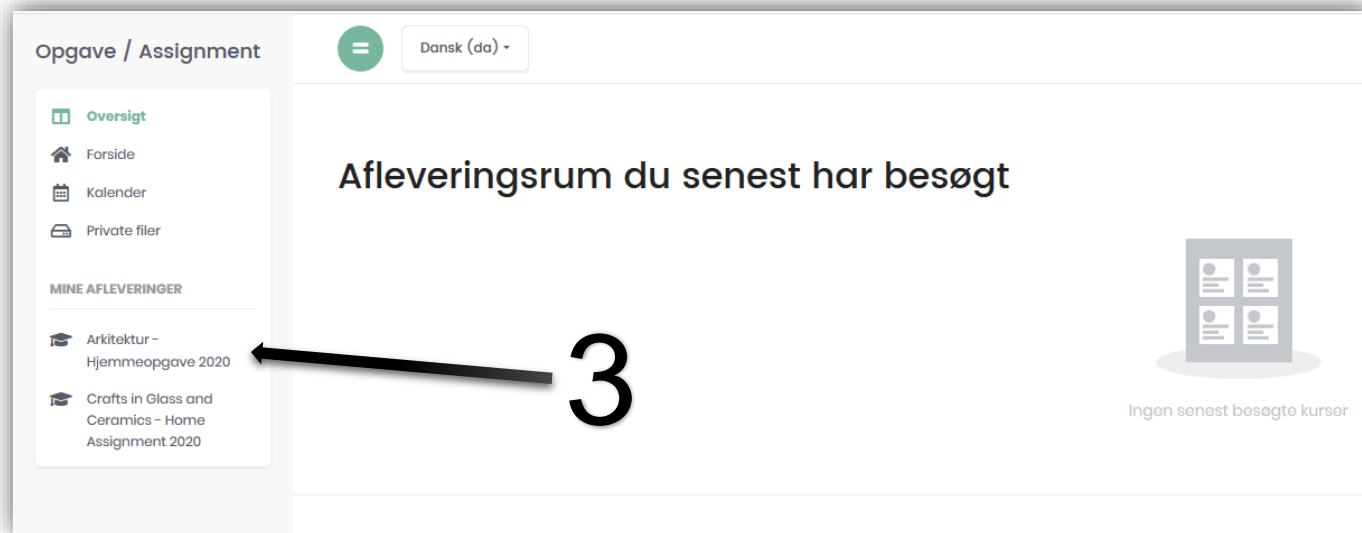 Opgave / Assignment
Dansk (da)
Oversigt
Forside
Kalender
Private filer
MINE AFLEVERINGER
Arkitektur -
Hjemmeopgave 2020
Crafts in Glass and
Ceramics - Home
Assignment 2020
Afleveringsrum du senest har besøgt
3
Ingen senest besøgte kurser